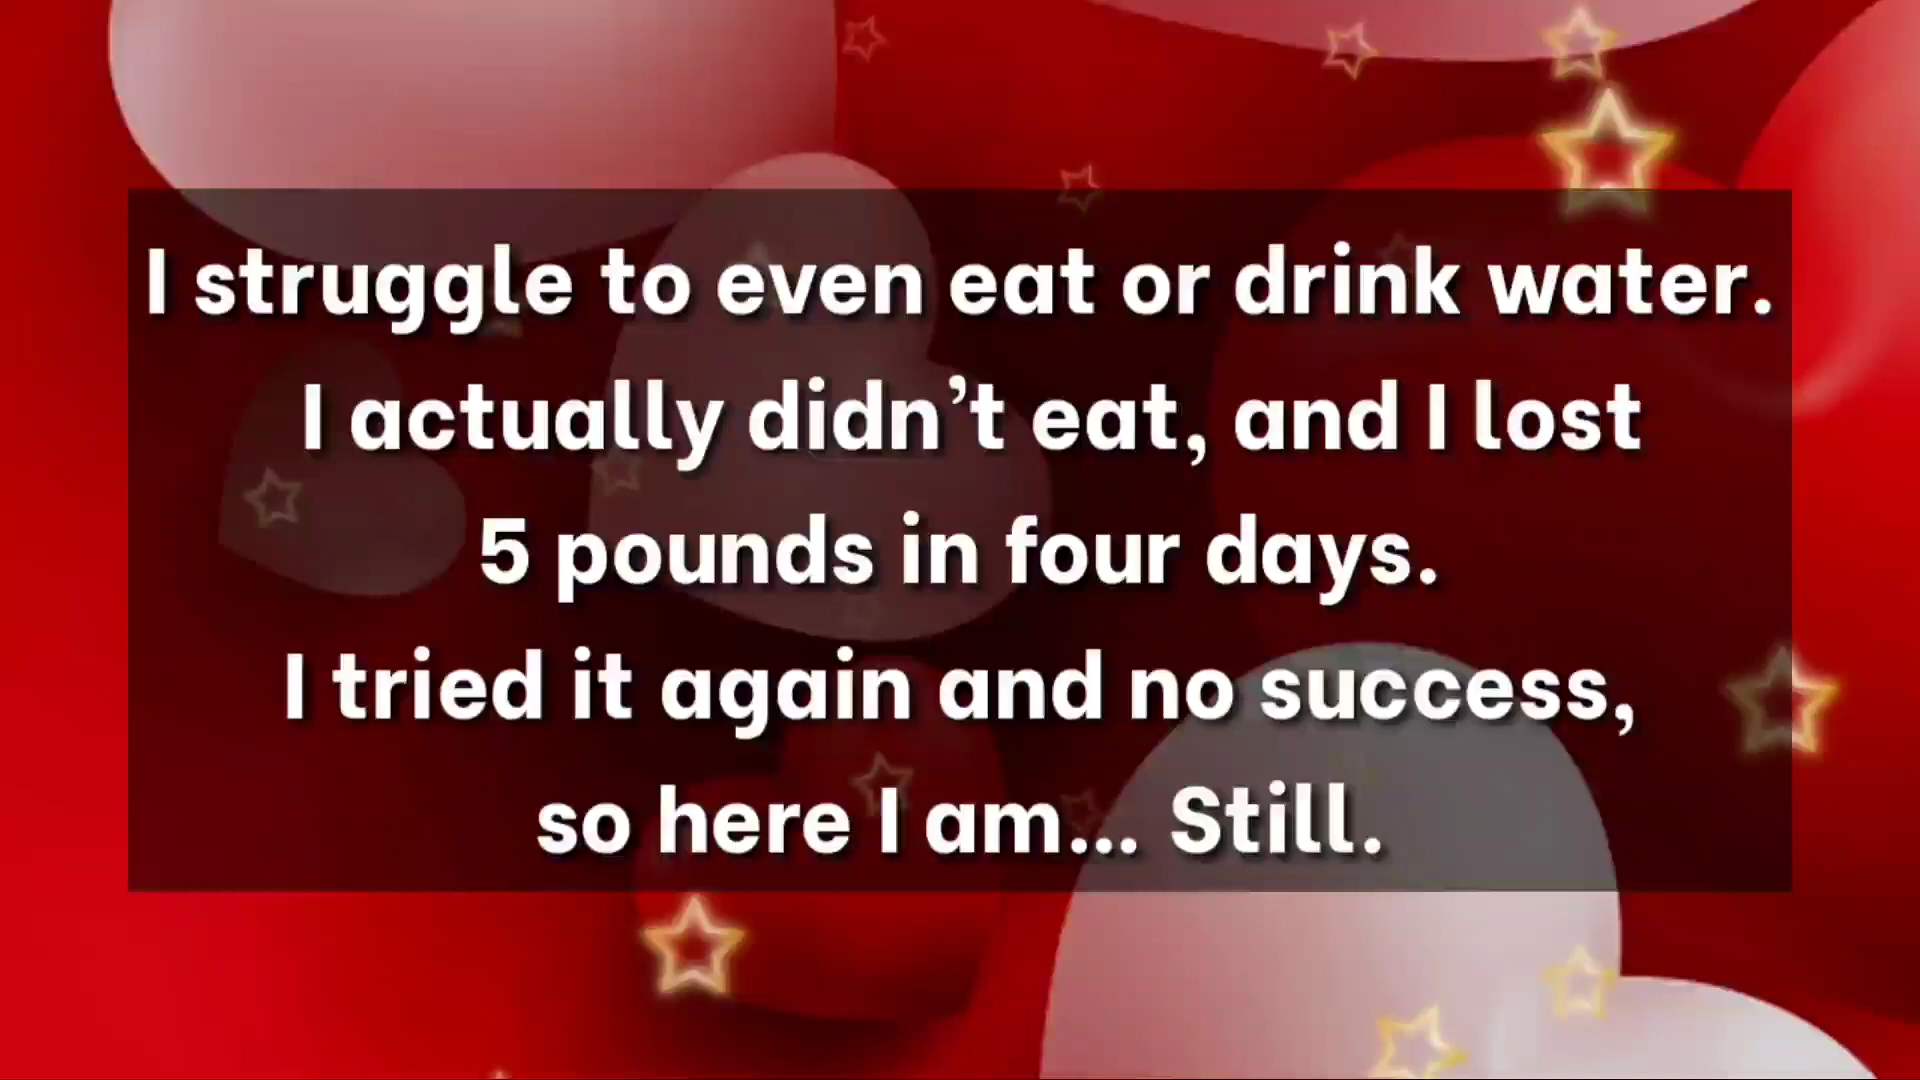 I struggle to even eat or drink water.
I actually didn’t eat, and I lost
5 pounds in four days.
I tried it again and no success,
so here I am... Still.